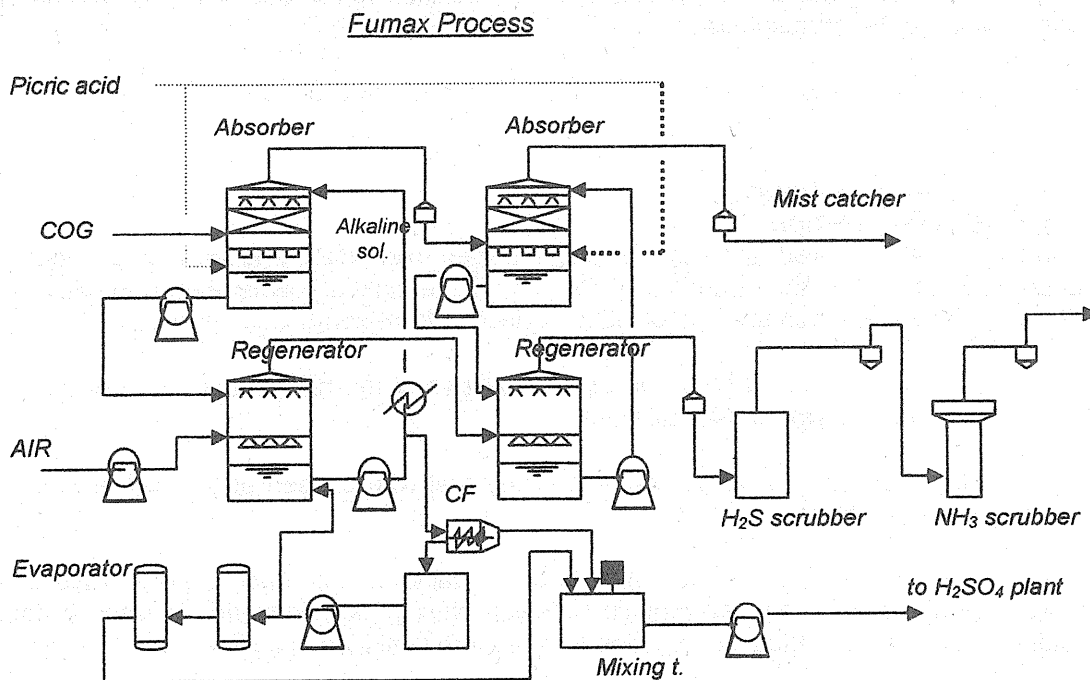 Fumax Process
Picric acid
Absorber
Absorber
Mist catcher
COG
Alkaline
sol.
Regenerator
Regenerator
AIR
CF
H₂S scrubber
NH₃ scrubber
Evaporator
to H₂SO₄ plant
Mixing t.